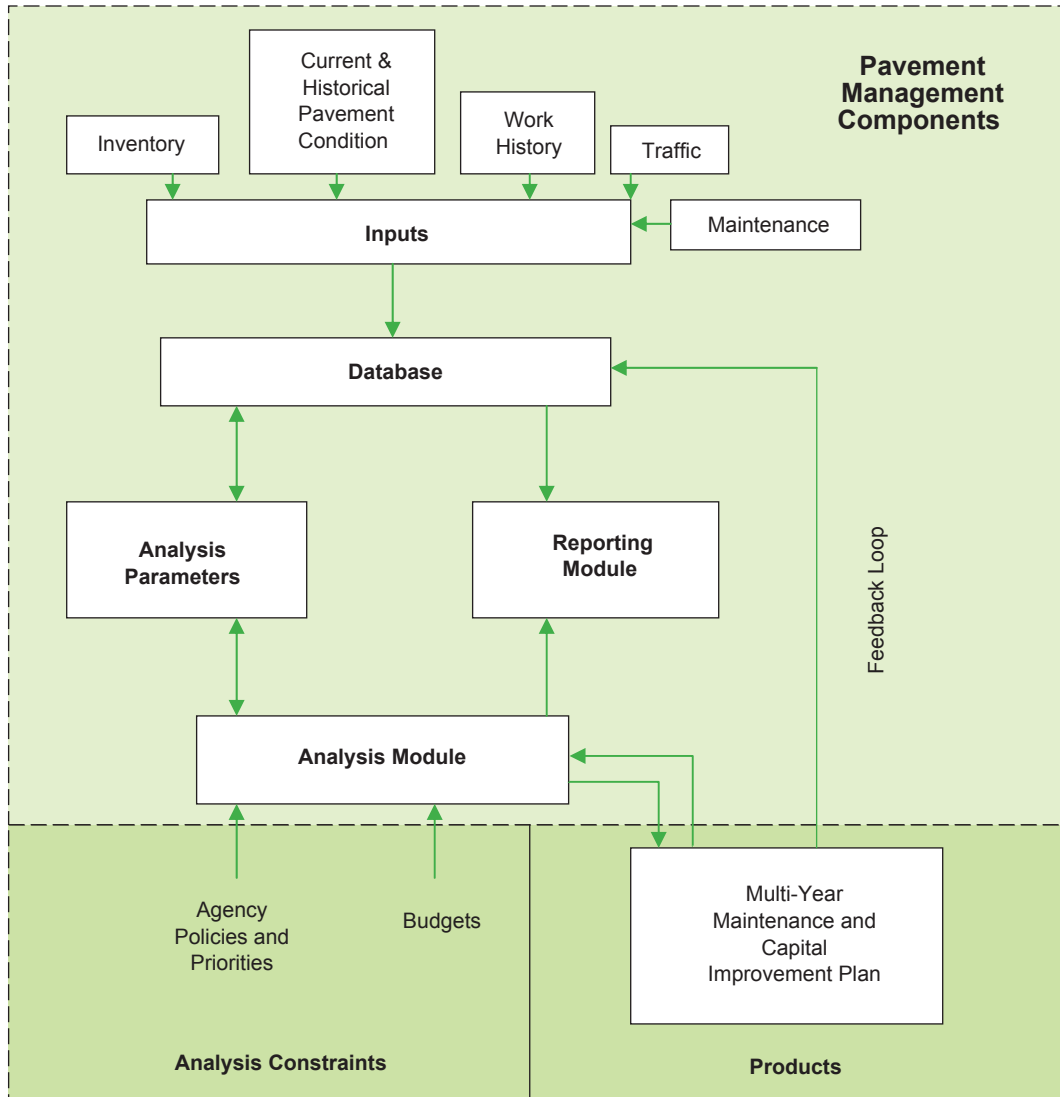 Pavement
Management
Components
Current &
Historical
Pavement
Condition
Inventory
Work
History
Traffic
Inputs
Maintenance
Database
Analysis
Parameters
Reporting
Module
Feedback Loop
Analysis Module
Agency
Policies and
Priorities
Budgets
Multi-Year
Maintenance and
Capital
Improvement Plan
Analysis Constraints
Products